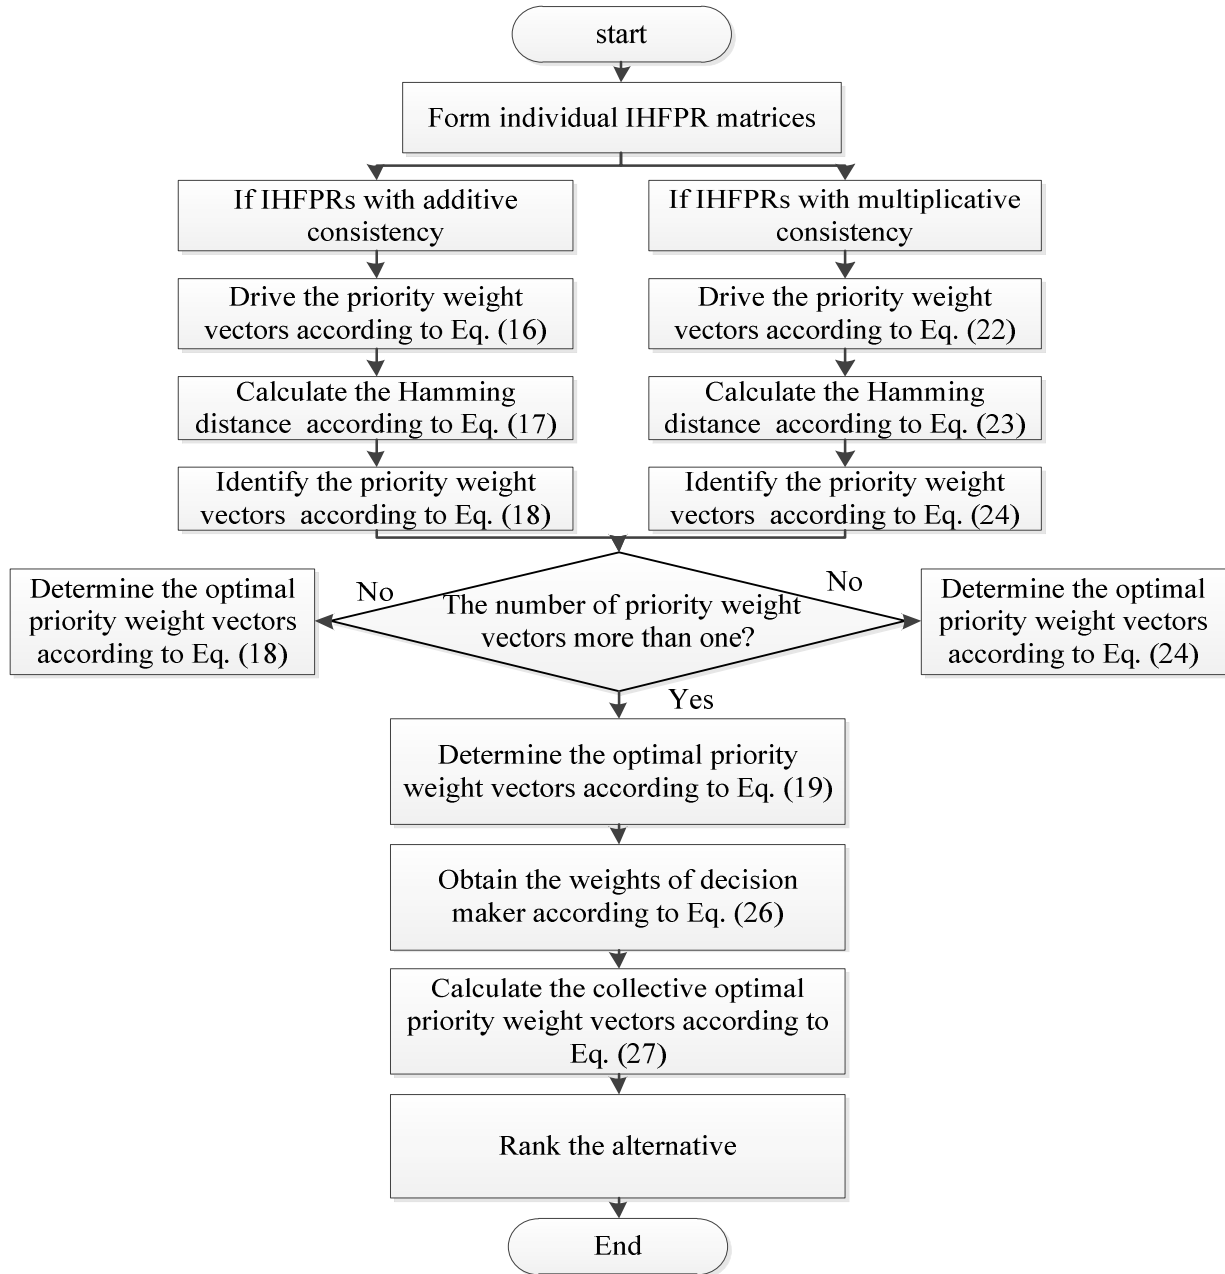 start
Form individual IHFPR matrices
If IHFPRs with additive
consistency
If IHFPRs with multiplicative
consistency
Drive the priority weight
vectors according to Eq. (16)
Drive the priority weight
vectors according to Eq. (22)
Calculate the Hamming
distance according to Eq. (17)
Calculate the Hamming
distance according to Eq. (23)
Identify the priority weight
vectors according to Eq. (18)
Identify the priority weight
vectors according to Eq. (24)
Determine the optimal
priority weight vectors
according to Eq. (18)
No
The number of priority weight
vectors more than one?
No
Determine the optimal
priority weight vectors
according to Eq. (24)
Yes
Determine the optimal priority
weight vectors according to Eq. (19)
Obtain the weights of decision
maker according to Eq. (26)
Calculate the collective optimal
priority weight vectors according to
Eq. (27)
Rank the alternative
End